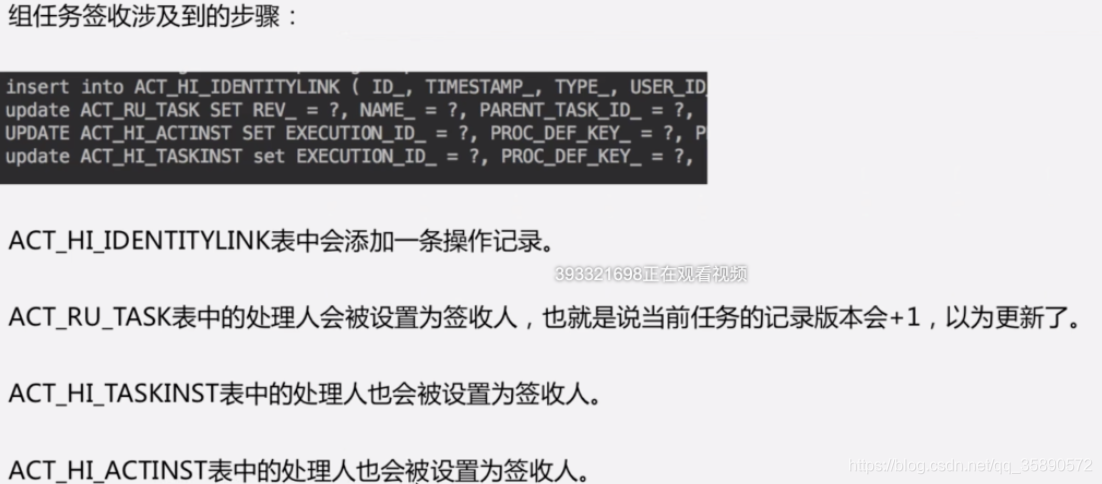 组任务签收涉及到的步骤：
insert into ACT_HI_IDENTITYLINK ( ID_, TIMESTAMP_, TYPE_, USER_ID_
update ACT_RU_TASK SET REV_ = ?, NAME_ = ?, PARENT_TASK_ID_ = ?,
UPDATE ACT_HI_ACTINST SET EXECUTION_ID_ = ?, PROC_DEF_KEY_ = ?, P
update ACT_HI_TASKINST set EXECUTION_ID_ = ?, PROC_DEF_KEY_ = ?,
ACT_HI_IDENTITYLINK表中会添加一条操作记录。
393321698正在观看视频
ACT_RU_TASK表中的处理人会被设置为签收人，也就是说当前任务的记录版本会+1，以为更新了。
ACT_HI_TASKINST表中的处理人也会被设置为签收人。
ACT_HI_ACTINST表中的处理人也会被设置为签收人。
https://blog.csdn.net/qq_35890572